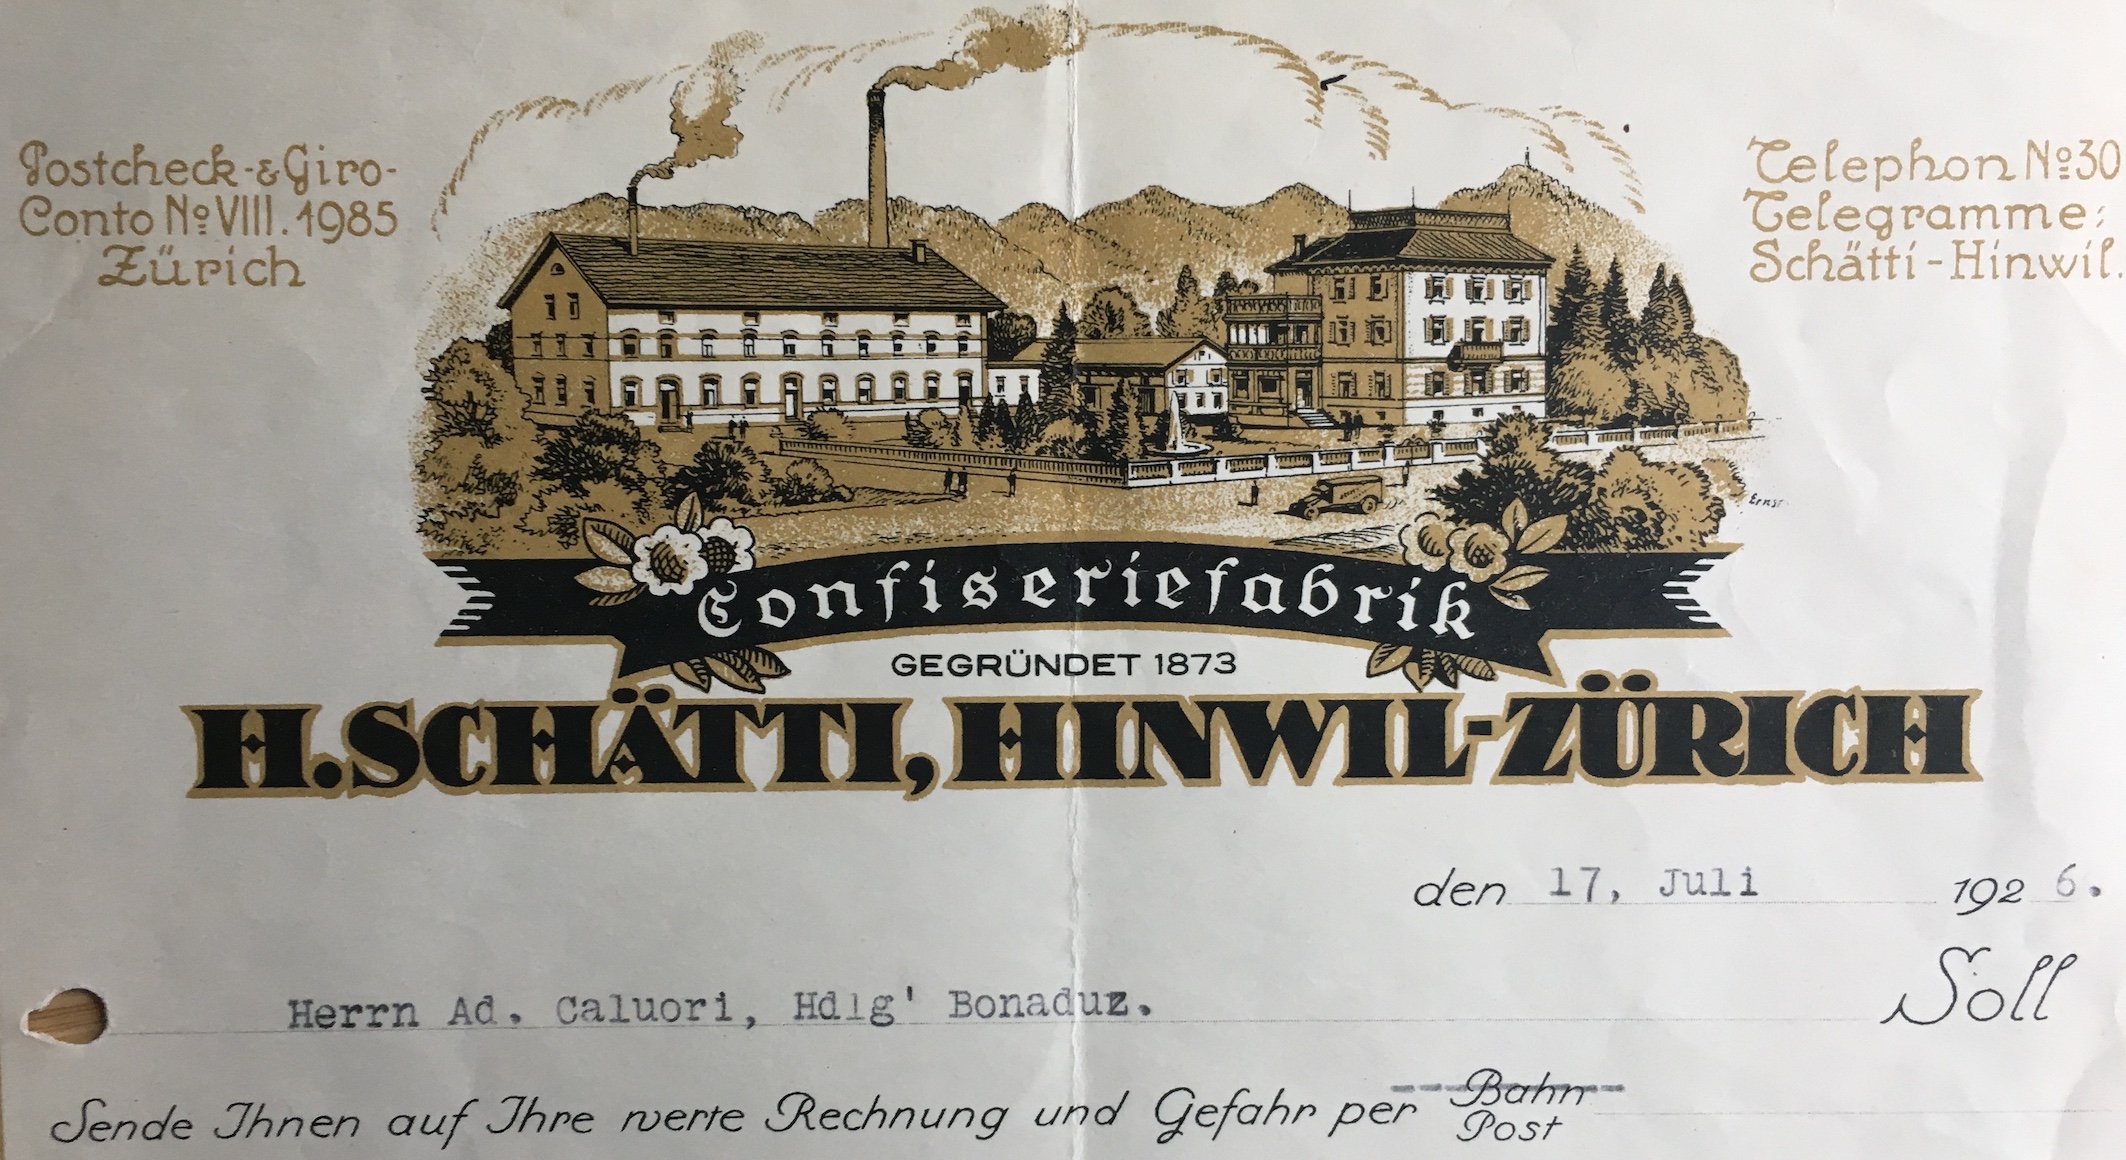 Postcheck-&Giro-
Conto Nº VIII. 1985
Zürich
Telephon Nº 30
Telegramme:
Schätti-Hinwil.
Ernst
Confiseriefabrik
GEGRÜNDET 1873
H. SCHÄTTI, HINWIL-ZÜRICH
den 17, Juli 1926.
Soll
Herrn Ad. Caluori, Hdlg' Bonaduz.
Sende Ihnen auf Ihre werte Rechnung und Gefahr per Bahn
Post